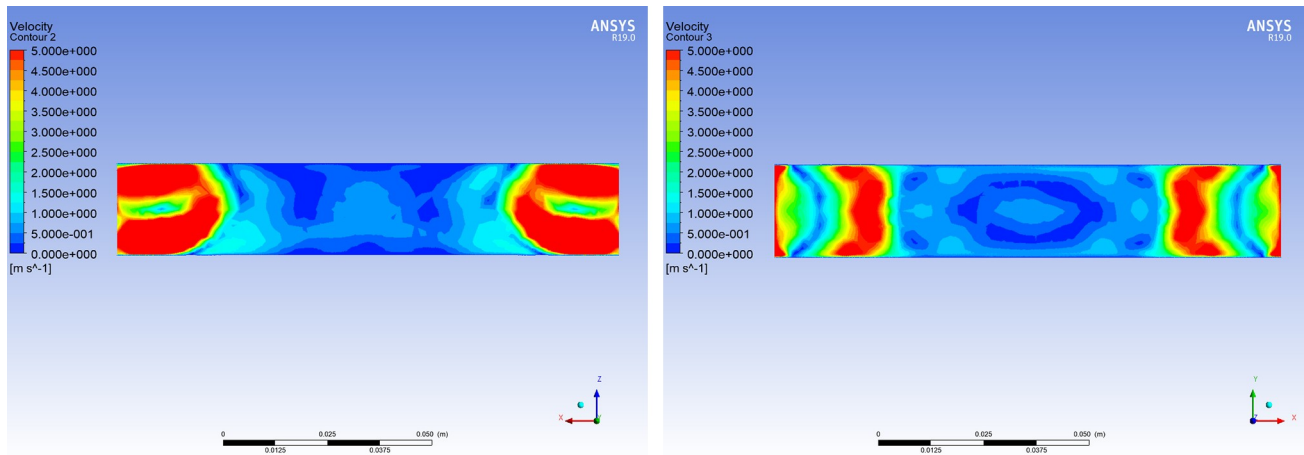 Velocity
Contour 2
5.000e+000
4.500e+000
4.000e+000
3.500e+000
3.000e+000
2.500e+000
2.000e+000
1.500e+000
1.000e+000
5.000e-001
0.000e+000
[m s^-1]
ANSYS
R19.0
Z
X
Y
0
0.025
0.050 (m)
0.0125
0.0375
Velocity
Contour 3
5.000e+000
4.500e+000
4.000e+000
3.500e+000
3.000e+000
2.500e+000
2.000e+000
1.500e+000
1.000e+000
5.000e-001
0.000e+000
[m s^-1]
ANSYS
R19.0
Y
Z
X
0
0.025
0.050 (m)
0.0125
0.0375